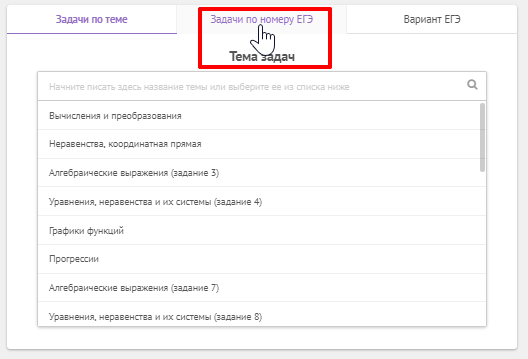 Задачи по теме
Задачи по номеру ЕГЭ
Вариант ЕГЭ
Тема задач
Начните писать здесь название темы или выберите ее из списка ниже
Вычисления и преобразования
Неравенства, координатная прямая
Алгебраические выражения (задание 3)
Уравнения, неравенства и их системы (задание 4)
Графики функций
Прогрессии
Алгебраические выражения (задание 7)
Уравнения, неравенства и их системы (задание 8)